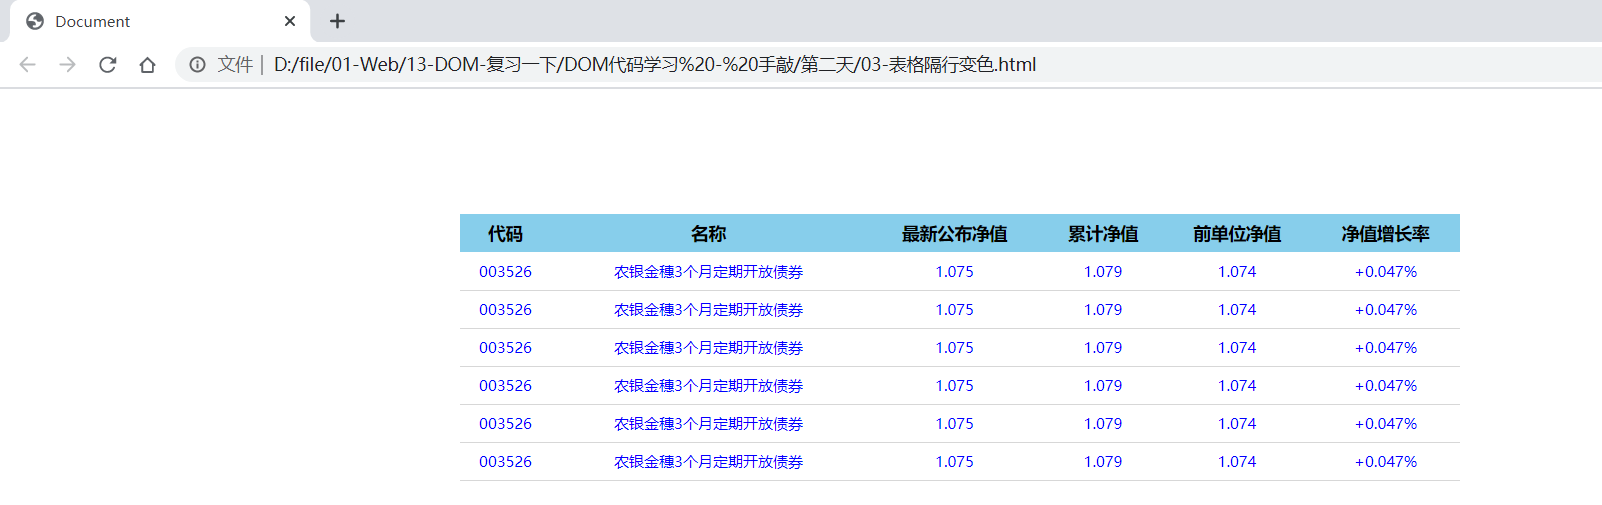 Document
文件 | D:/file/01-Web/13-DOM-复习一下/DOM代码学习%20-%20手敲/第二天/03-表格隔行变色.html
代码 名称 最新公布净值 累计净值 前单位净值 净值增长率
003526 农银金穗3个月定期开放债券 1.075 1.079 1.074 +0.047%
003526 农银金穗3个月定期开放债券 1.075 1.079 1.074 +0.047%
003526 农银金穗3个月定期开放债券 1.075 1.079 1.074 +0.047%
003526 农银金穗3个月定期开放债券 1.075 1.079 1.074 +0.047%
003526 农银金穗3个月定期开放债券 1.075 1.079 1.074 +0.047%
003526 农银金穗3个月定期开放债券 1.075 1.079 1.074 +0.047%